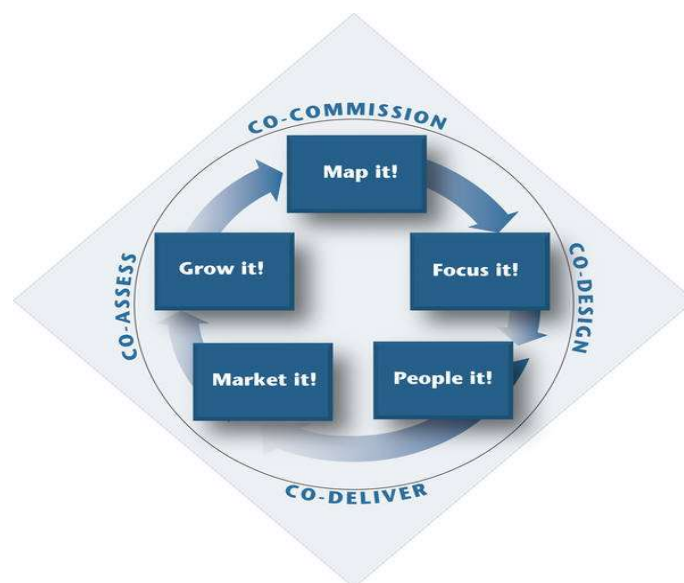 CO-COMMISSION
Map it!
Grow it!
Focus it!
CO-ASSESS
CO-DESIGN
Market it!
People it!
CO-DELIVER